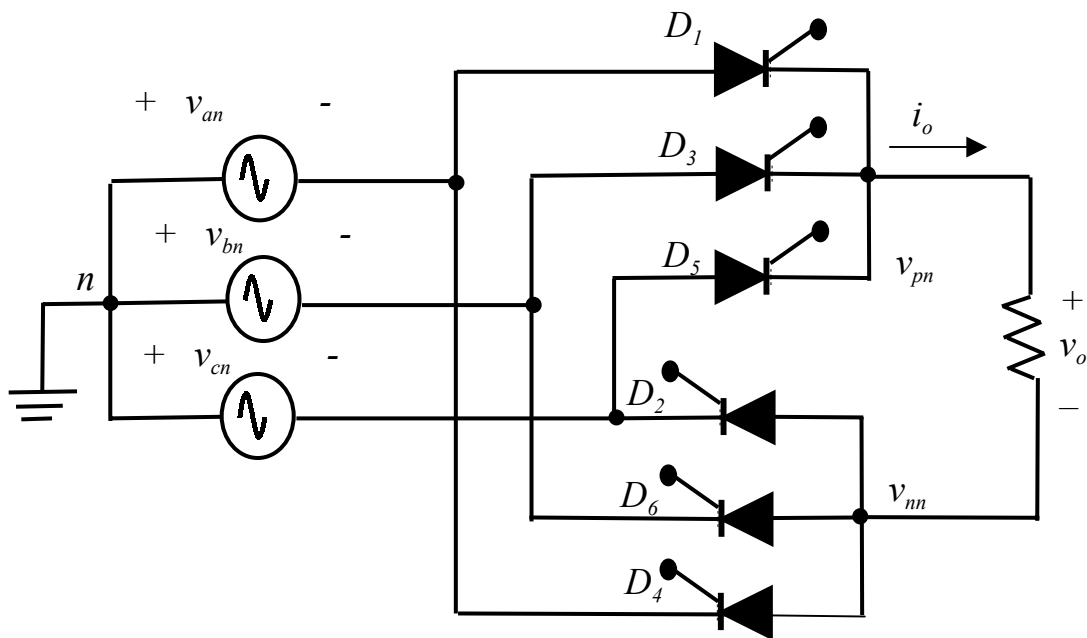 D1
+ van -
io
D3
+ vbn -
D5
n
vpn
+
vo
–
+ vcn -
D2
D6
vnn
D4